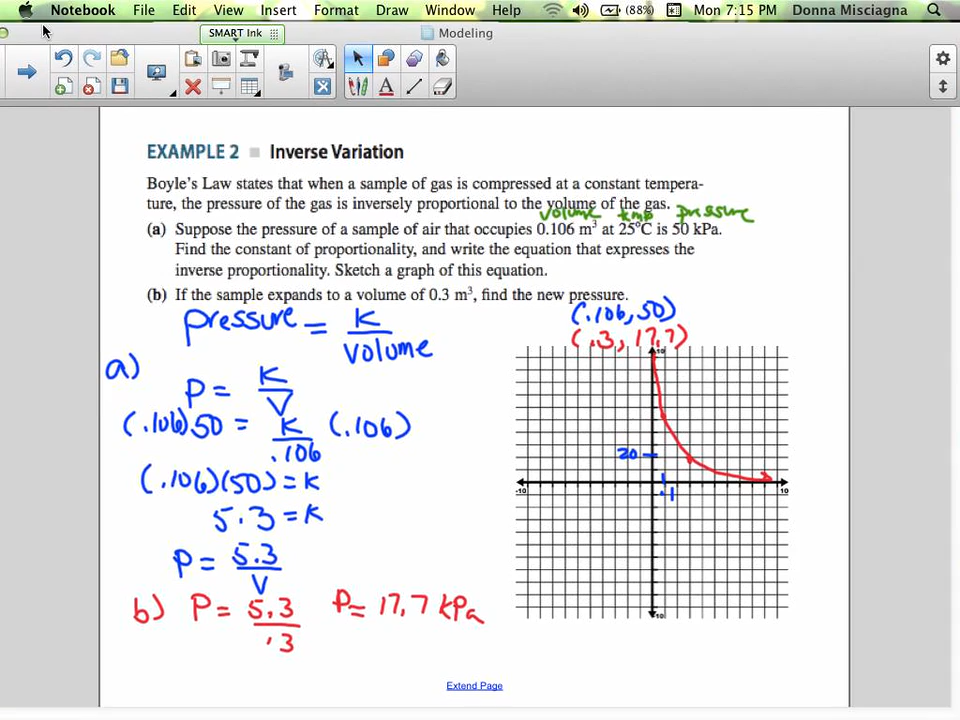 Notebook File Edit View Insert Format Draw Window Help (88%) Mon 7:15 PM Donna Misciagna
SMART Ink
Modeling
EXAMPLE 2 Inverse Variation
Boyle's Law states that when a sample of gas is compressed at a constant tempera-
ture, the pressure of the gas is inversely proportional to the volume of the gas.
volume temp pressure
(a) Suppose the pressure of a sample of air that occupies 0.106 m³ at 25°C is 50 kPa.
Find the constant of proportionality, and write the equation that expresses the
inverse proportionality. Sketch a graph of this equation.
(b) If the sample expands to a volume of 0.3 m³, find the new pressure.
pressure = K / volume
(.106, 50)
(.3, 17.7)
a)
P = K / V
(.106) 50 = K / .106 (.106)
(.106)(50) = K
5.3 = K
P = 5.3 / V
b) P = 5.3 / .3 P = 17.7 kPa
10
20
-10
.1
10
-10
Extend Page